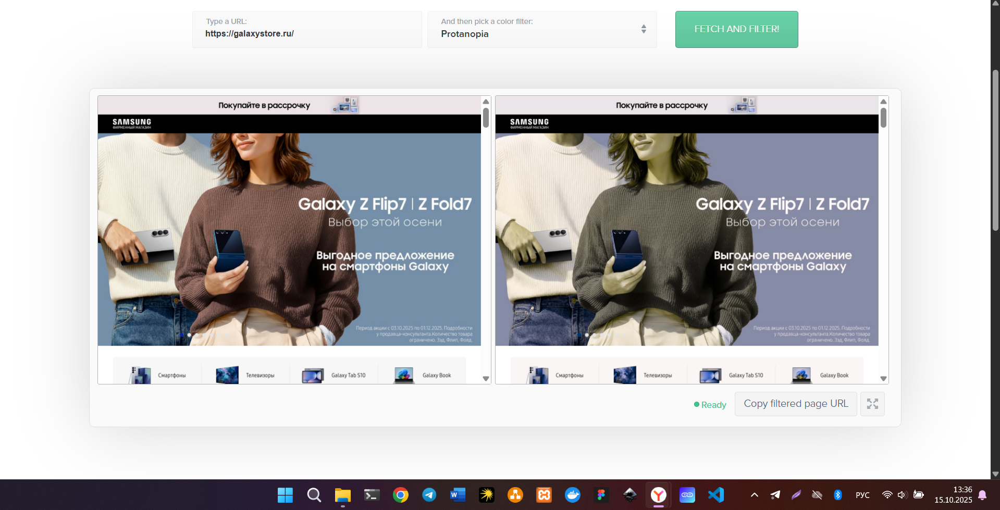 Type a URL:
https://galaxystore.ru/
And then pick a color filter:
Protanopia
FETCH AND FILTER!
Покупайте в рассрочку
SAMSUNG
ФИРМЕННЫЙ МАГАЗИН
Galaxy Z Flip7 | Z Fold7
Выбор этой осени
Выгодное предложение
на смартфоны Galaxy
Период акции с 03.10.2025 по 01.12.2025. Подробности
у продавца-консультанта.Количество товара
ограничено. Зэд, Флип, Фолд.
Смартфоны
Телевизоры
Galaxy Tab S10
Galaxy Book
Покупайте в рассрочку
SAMSUNG
ФИРМЕННЫЙ МАГАЗИН
Galaxy Z Flip7 | Z Fold7
Выбор этой осени
Выгодное предложение
на смартфоны Galaxy
Период акции с 03.10.2025 по 01.12.2025. Подробности
у продавца-консультанта.Количество товара
ограничено. Зэд, Флип, Фолд.
Смартфоны
Телевизоры
Galaxy Tab S10
Galaxy Book
Ready
Copy filtered page URL
РУС
13:36
15.10.2025